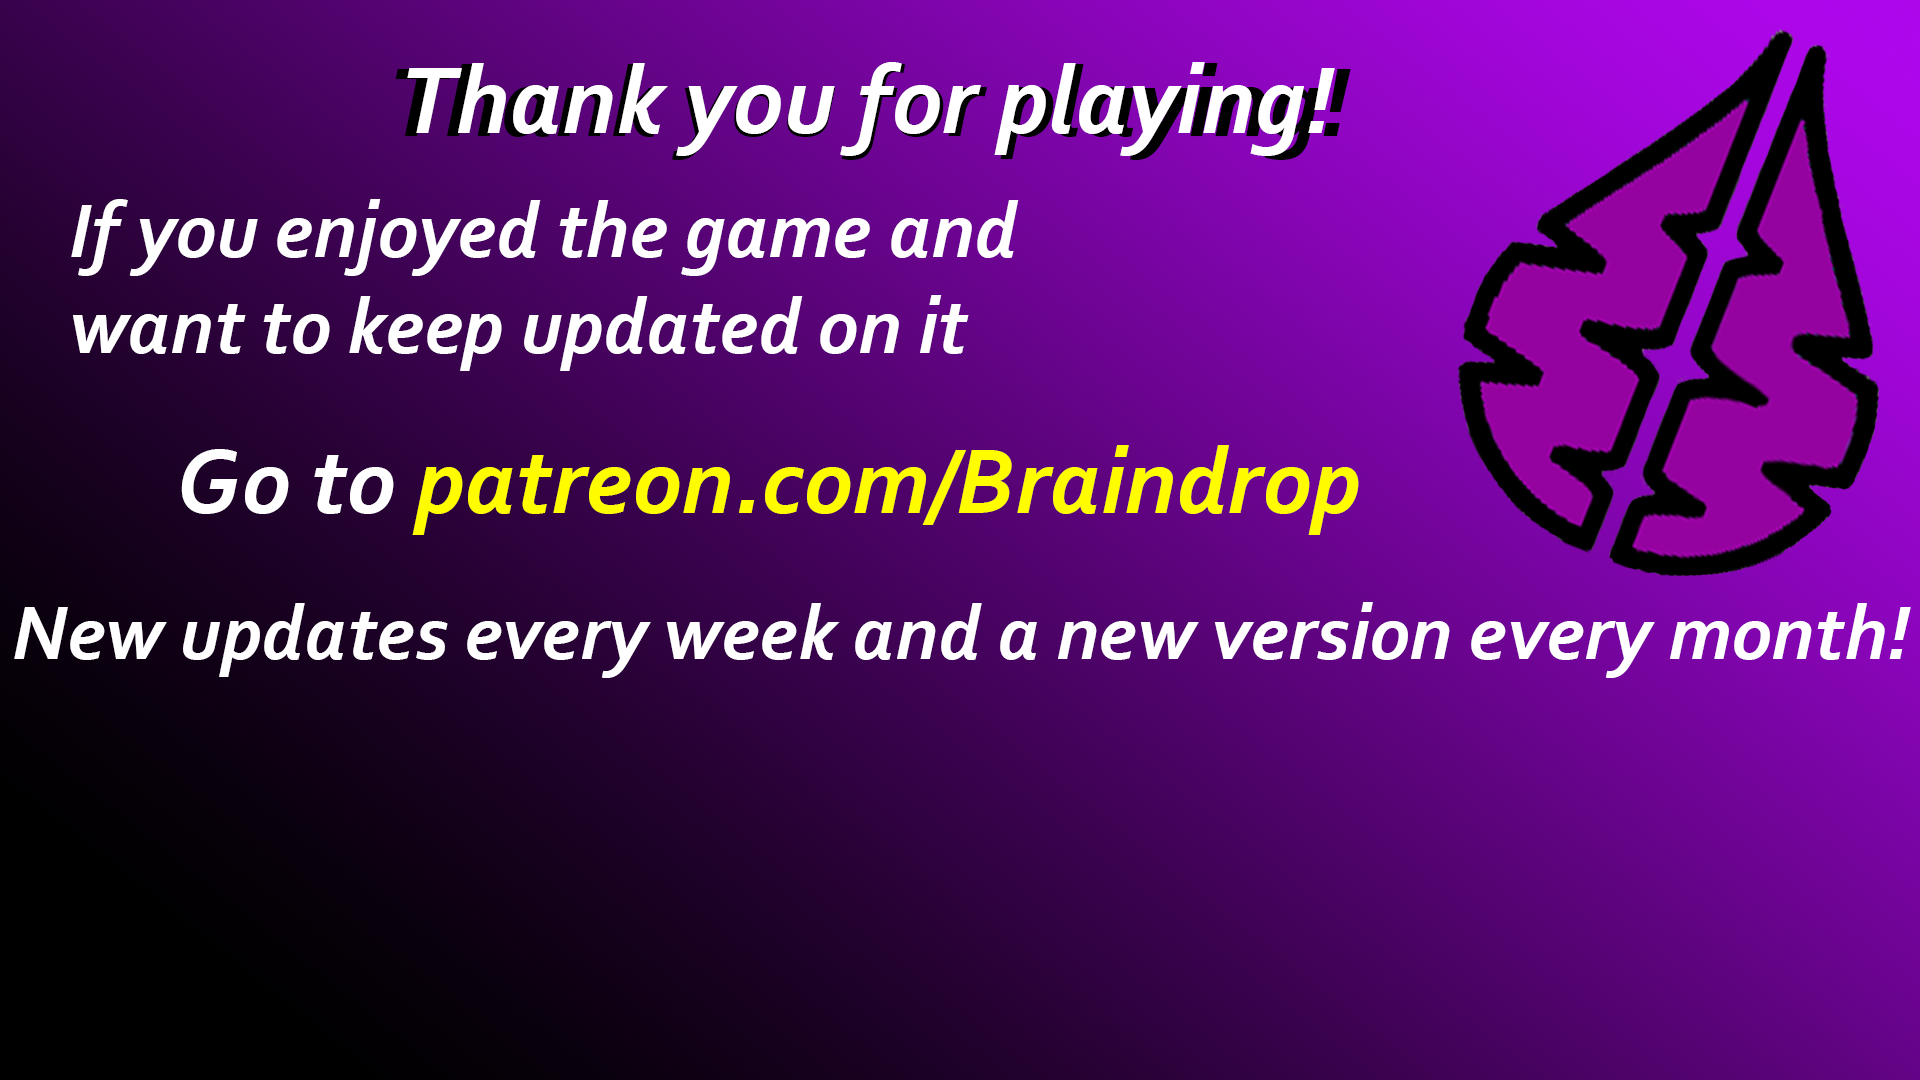 Thank you for playing!
If you enjoyed the game and
want to keep updated on it
Go to patreon.com/Braindrop
New updates every week and a new version every month!